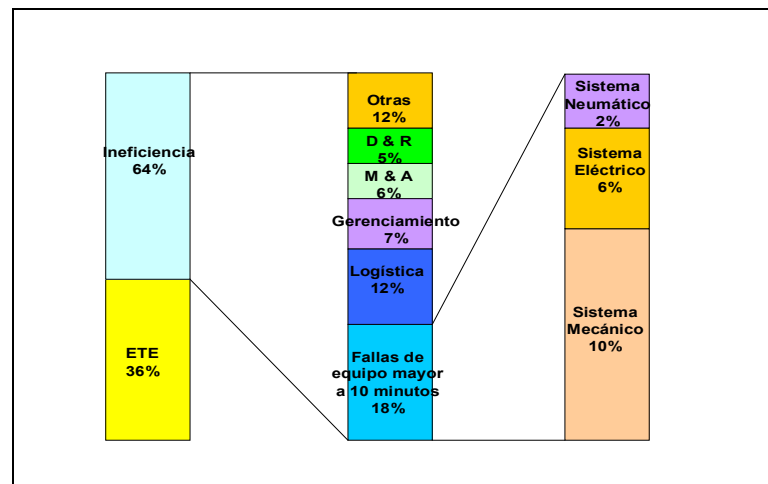 Ineficiencia
64%
ETE
36%
Otras
12%
D & R
5%
M & A
6%
Gerenciamiento
7%
Logística
12%
Fallas de
equipo mayor
a 10 minutos
18%
Sistema
Neumático
2%
Sistema
Eléctrico
6%
Sistema
Mecánico
10%